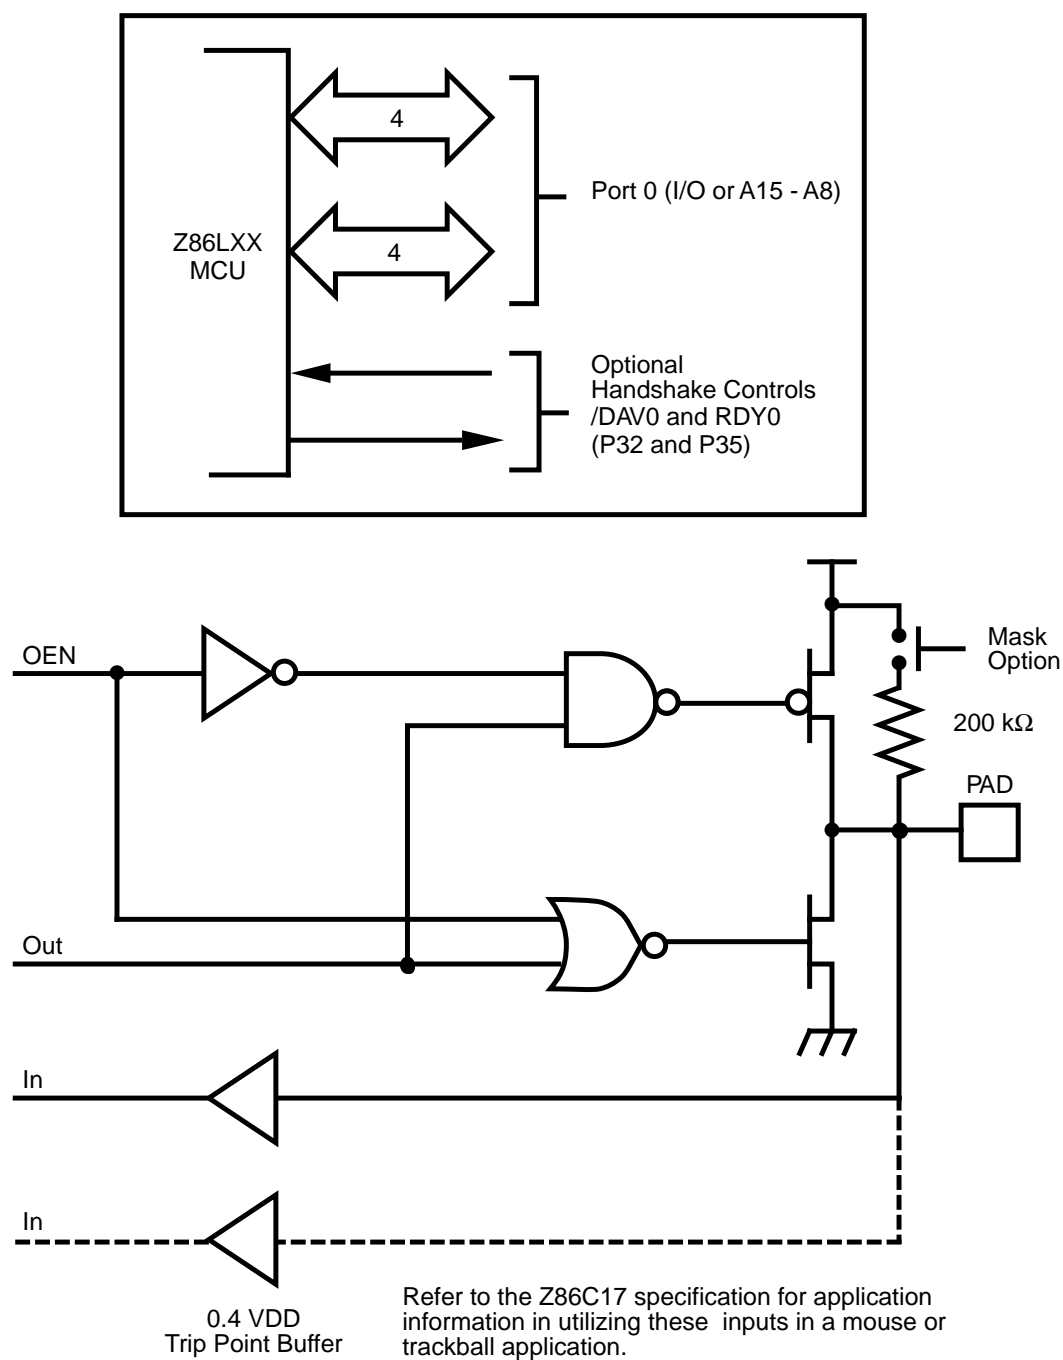 4
Port 0 (I/O or A15 - A8)
Z86LXX
MCU
4
Optional
Handshake Controls
/DAV0 and RDY0
(P32 and P35)
OEN
Mask
Option
200 kΩ
PAD
Out
In
In
0.4 VDD
Trip Point Buffer
Refer to the Z86C17 specification for application
information in utilizing these inputs in a mouse or
trackball application.